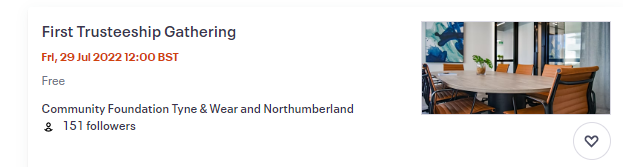 First Trusteeship Gathering
Fri, 29 Jul 2022 12:00 BST
Free
Community Foundation Tyne & Wear and Northumberland
151 followers